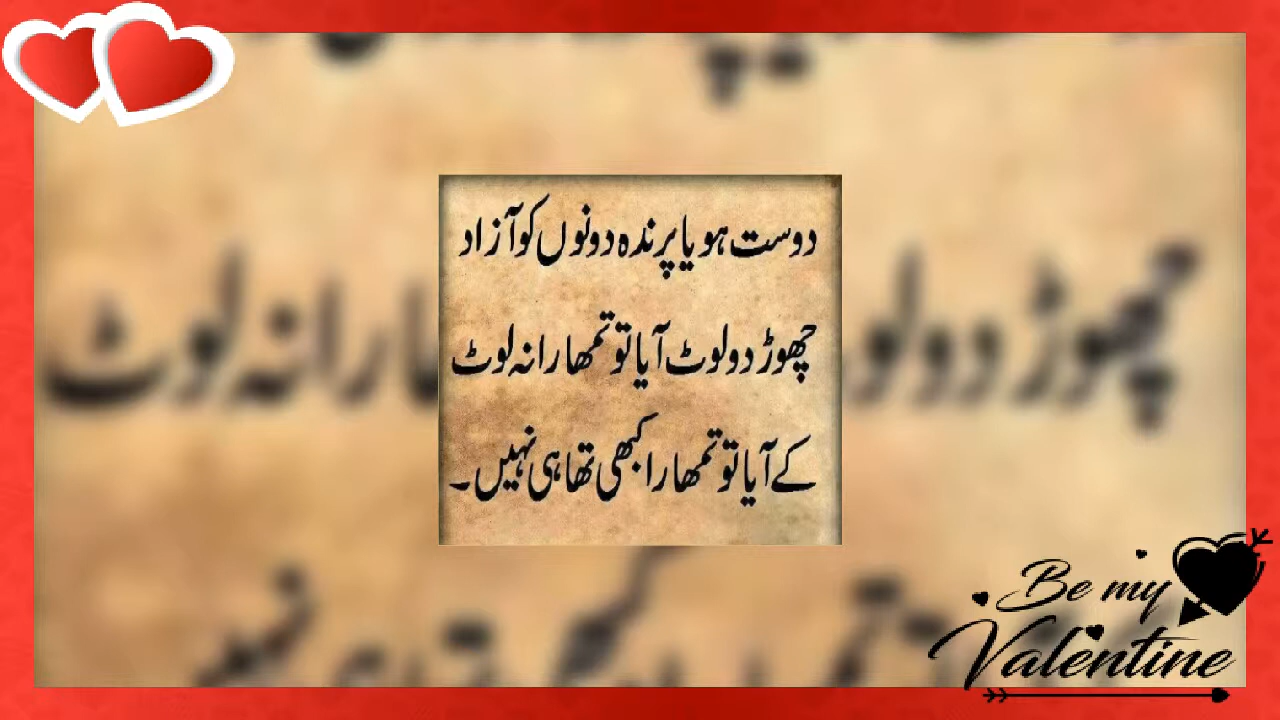 دوست ہو یا پرندہ دونوں کو آزاد
چھوڑ دو لوٹ آیا تو تمھارا نہ لوٹ
کے آیا تو تمھارا کبھی تھا ہی نہیں۔
Be my
Valentine